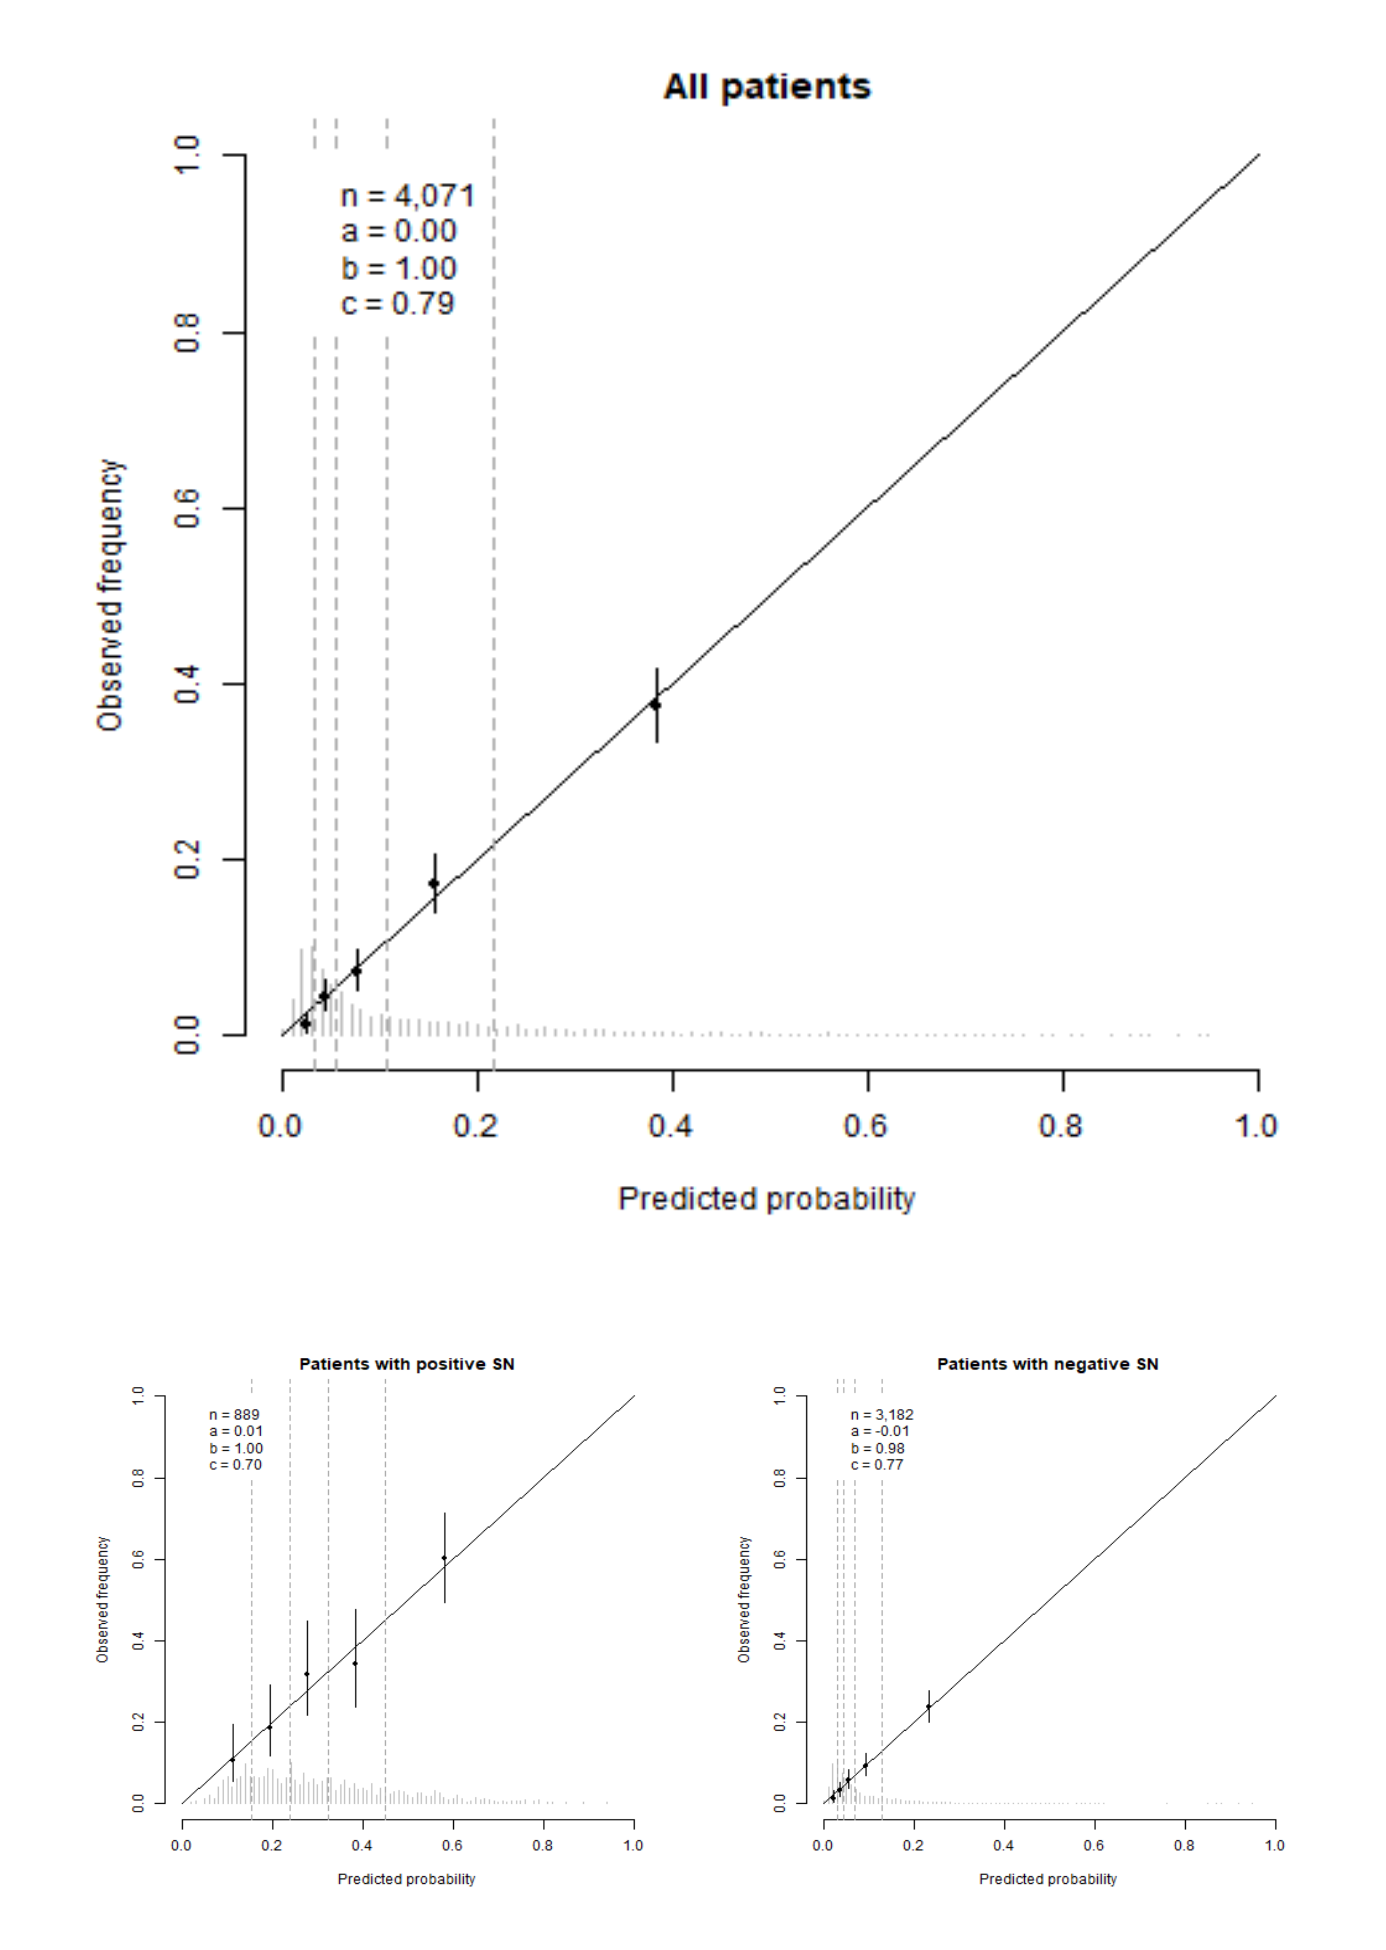 All patients
n = 4,071
a = 0.00
b = 1.00
c = 0.79
Observed frequency
1.0
0.8
0.6
0.4
0.2
0.0
0.0 0.2 0.4 0.6 0.8 1.0
Predicted probability
Patients with positive SN
n = 889
a = 0.01
b = 1.00
c = 0.70
Observed frequency
1.0
0.8
0.6
0.4
0.2
0.0
0.0 0.2 0.4 0.6 0.8 1.0
Predicted probability
Patients with negative SN
n = 3,182
a = -0.01
b = 0.98
c = 0.77
Observed frequency
1.0
0.8
0.6
0.4
0.2
0.0
0.0 0.2 0.4 0.6 0.8 1.0
Predicted probability